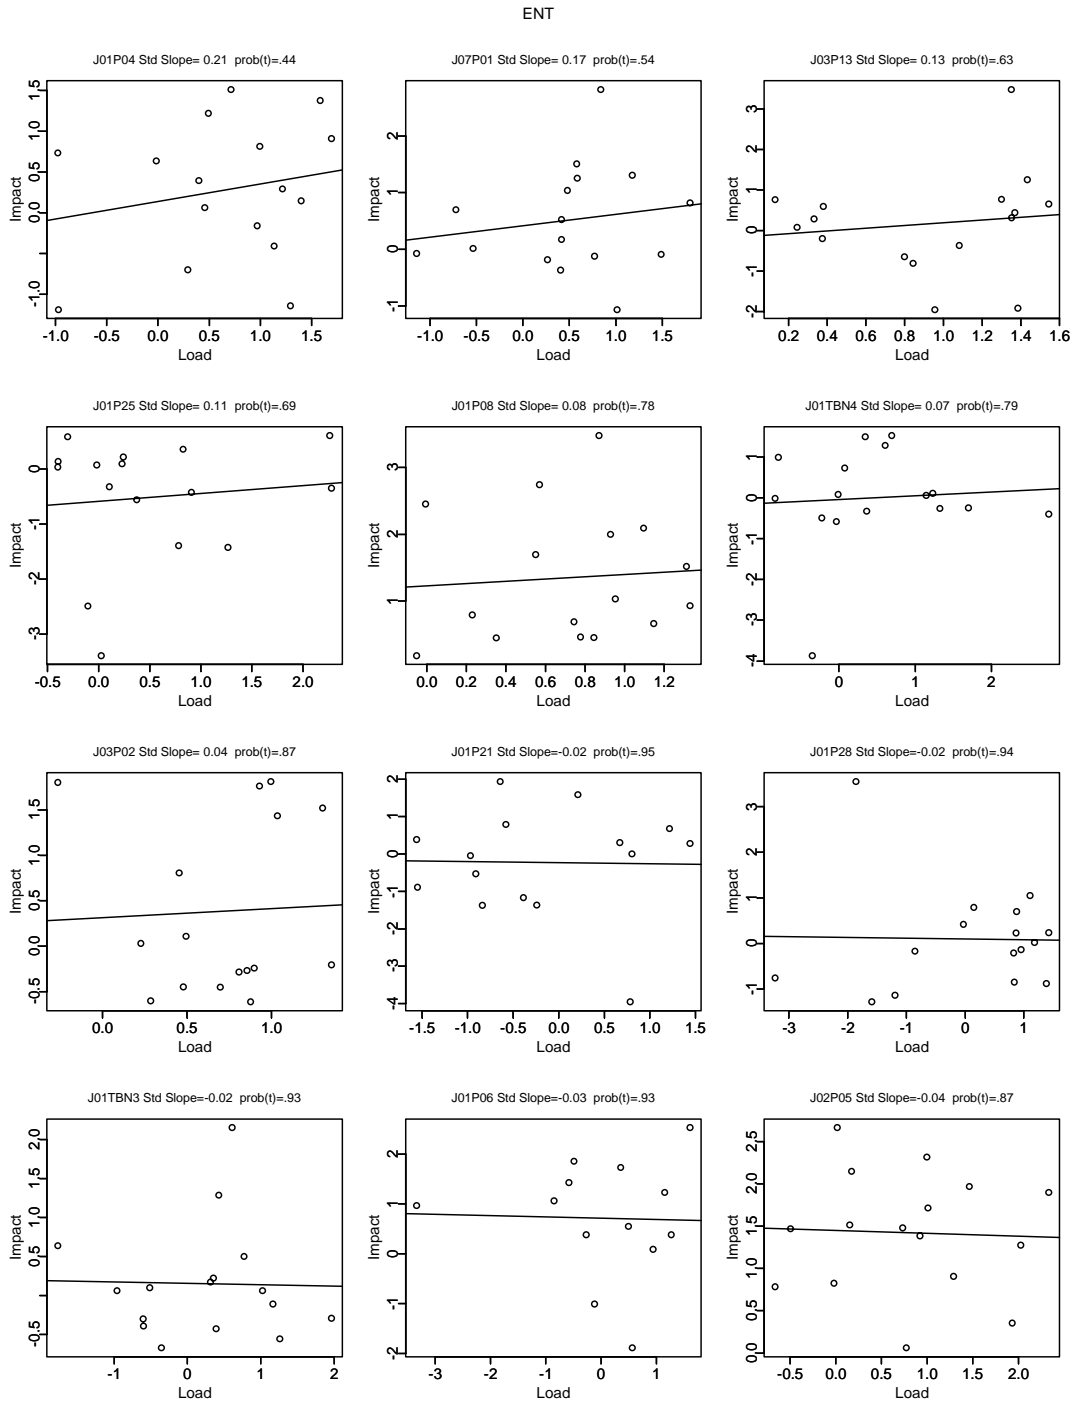 ENT
J01P04 Std Slope= 0.21 prob(t)=.44
J07P01 Std Slope= 0.17 prob(t)=.54
J03P13 Std Slope= 0.13 prob(t)=.63
Impact
1.5
1.0
0.5
0.0
-1.0
-1.0 -0.5 0.0 0.5 1.0 1.5
Load
Impact
2
1
0
-1
-1.0 -0.5 0.0 0.5 1.0 1.5
Load
Impact
3
2
1
0
-1
-2
0.2 0.4 0.6 0.8 1.0 1.2 1.4 1.6
Load
J01P25 Std Slope= 0.11 prob(t)=.69
J01P08 Std Slope= 0.08 prob(t)=.78
J01TBN4 Std Slope= 0.07 prob(t)=.79
Impact
0
-1
-2
-3
-0.5 0.0 0.5 1.0 1.5 2.0
Load
Impact
3
2
1
0.0 0.2 0.4 0.6 0.8 1.0 1.2
Load
Impact
1
0
-1
-2
-3
-4
0 2
Load
J03P02 Std Slope= 0.04 prob(t)=.87
J01P21 Std Slope=-0.02 prob(t)=.95
J01P28 Std Slope=-0.02 prob(t)=.94
Impact
1.5
1.0
0.5
0.0
-0.5
0.0 0.5 1.0
Load
Impact
2
1
0
-1
-2
-3
-4
-1.5 -1.0 -0.5 0.0 0.5 1.0 1.5
Load
Impact
3
2
1
0
-1
-3 -2 -1 0 1
Load
J01TBN3 Std Slope=-0.02 prob(t)=.93
J01P06 Std Slope=-0.03 prob(t)=.93
J02P05 Std Slope=-0.04 prob(t)=.87
Impact
2.0
1.5
1.0
0.5
-0.5
-1 0 1 2
Load
Impact
2
1
0
-1
-2
-3 -2 -1 0 1
Load
Impact
2.5
2.0
1.5
1.0
0.5
0.0
-0.5 0.0 0.5 1.0 1.5 2.0
Load